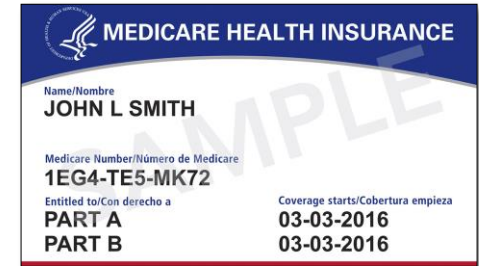 MEDICARE HEALTH INSURANCE
Name/Nombre
JOHN L SMITH
Medicare Number/Número de Medicare
1EG4-TE5-MK72
Entitled to/Con derecho a Coverage starts/Cobertura empieza
PART A 03-03-2016
PART B 03-03-2016
SAMPLE